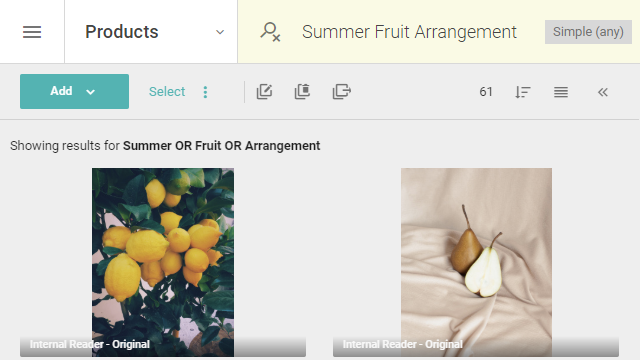 Products
Summer Fruit Arrangement
Simple (any)
Add
Select
61
Showing results for Summer OR Fruit OR Arrangement
Internal Reader - Original
Internal Reader - Original